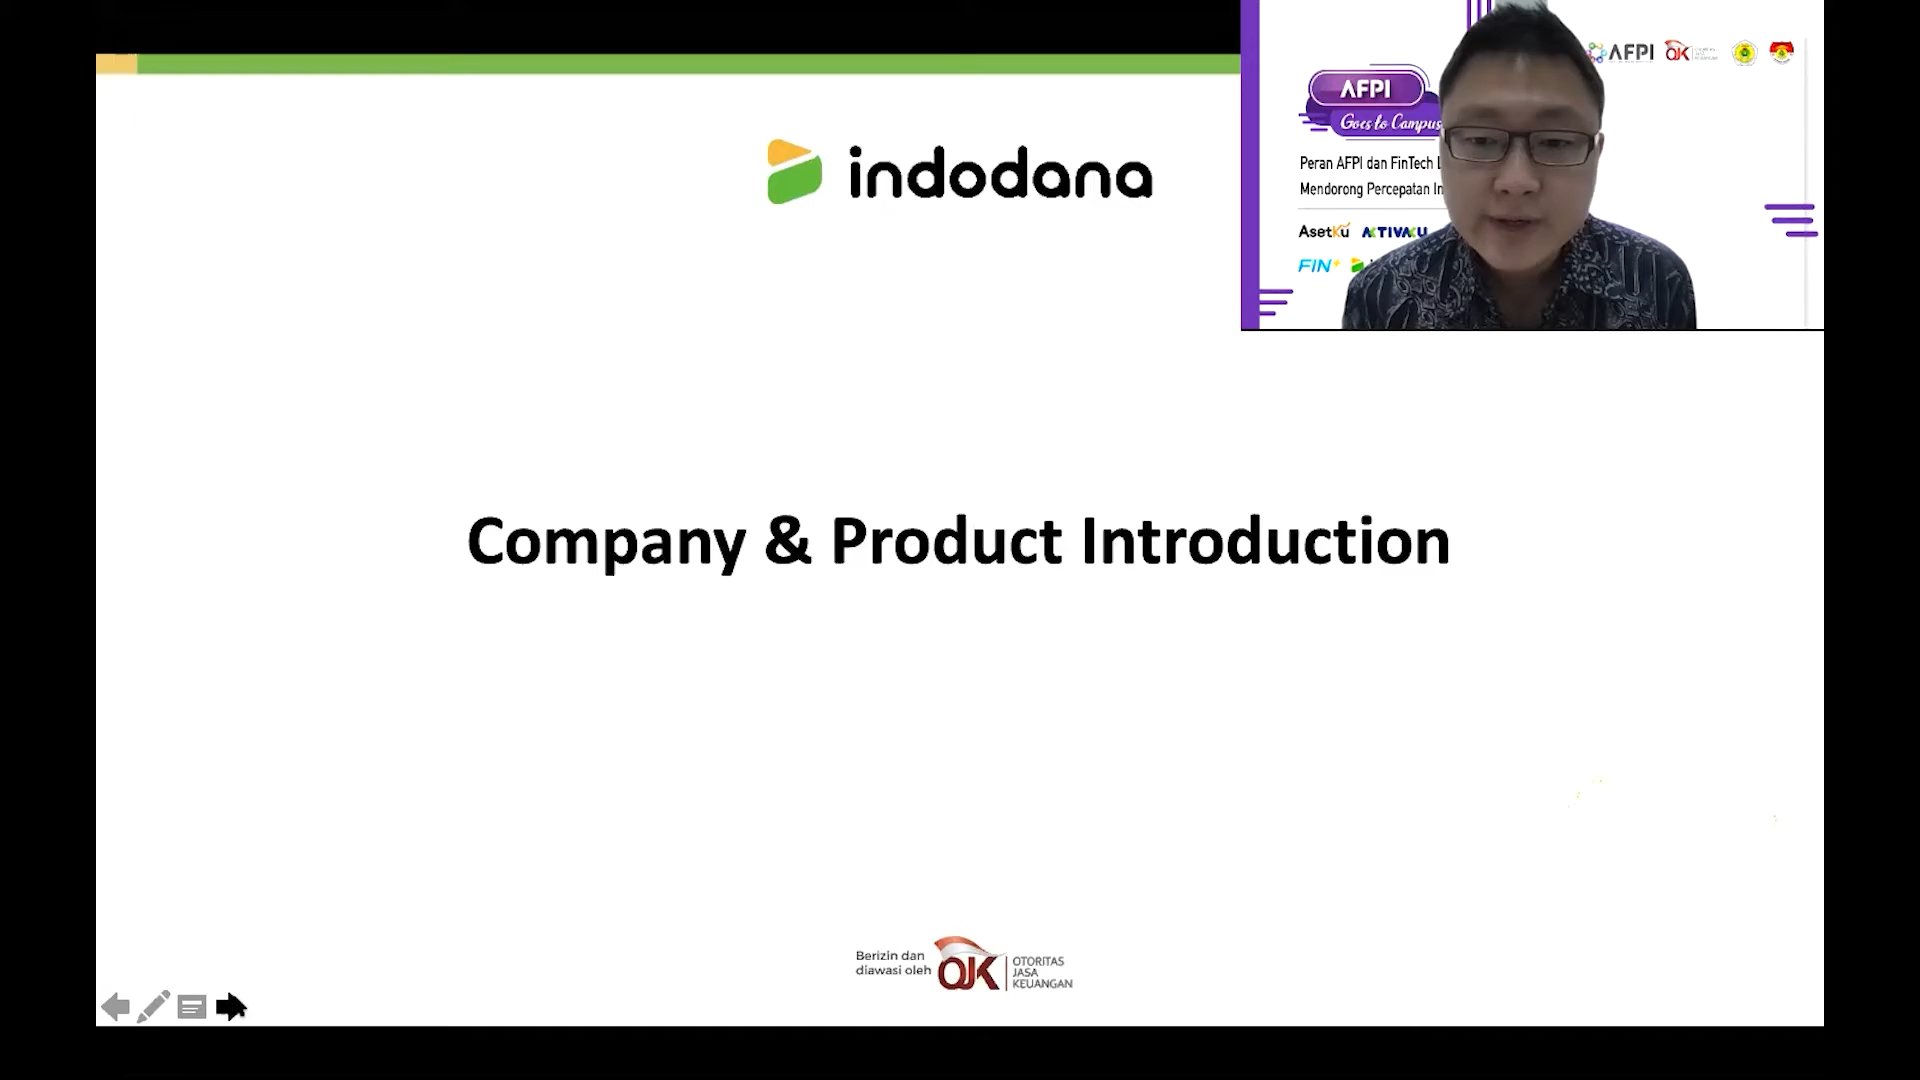 indodana
AFPI
AFPI
Goes to Campus
Peran AFPI dan FinTech
Mendorong Percepatan
AsetKu AKTIVAKU
FIN+
Company & Product Introduction
Berizin dan
diawasi oleh
OJK
OTORITAS
JASA
KEUANGAN